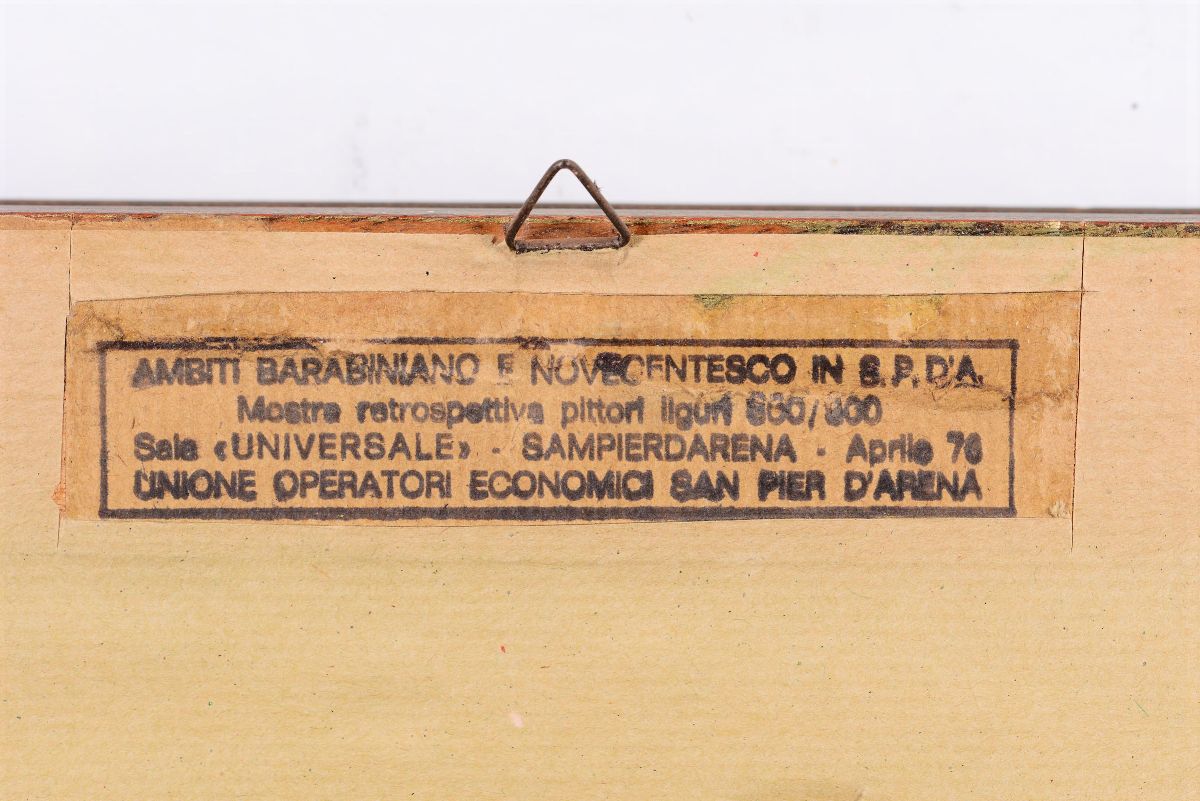 AMBITI BARABINIANO E NOVECENTESCO IN S.P.D'A.
Mostra retrospettiva pittori liguri 800/900
Sala «UNIVERSALE» - SAMPIERDARENA - Aprile 76
UNIONE OPERATORI ECONOMICI SAN PIER D'ARENA